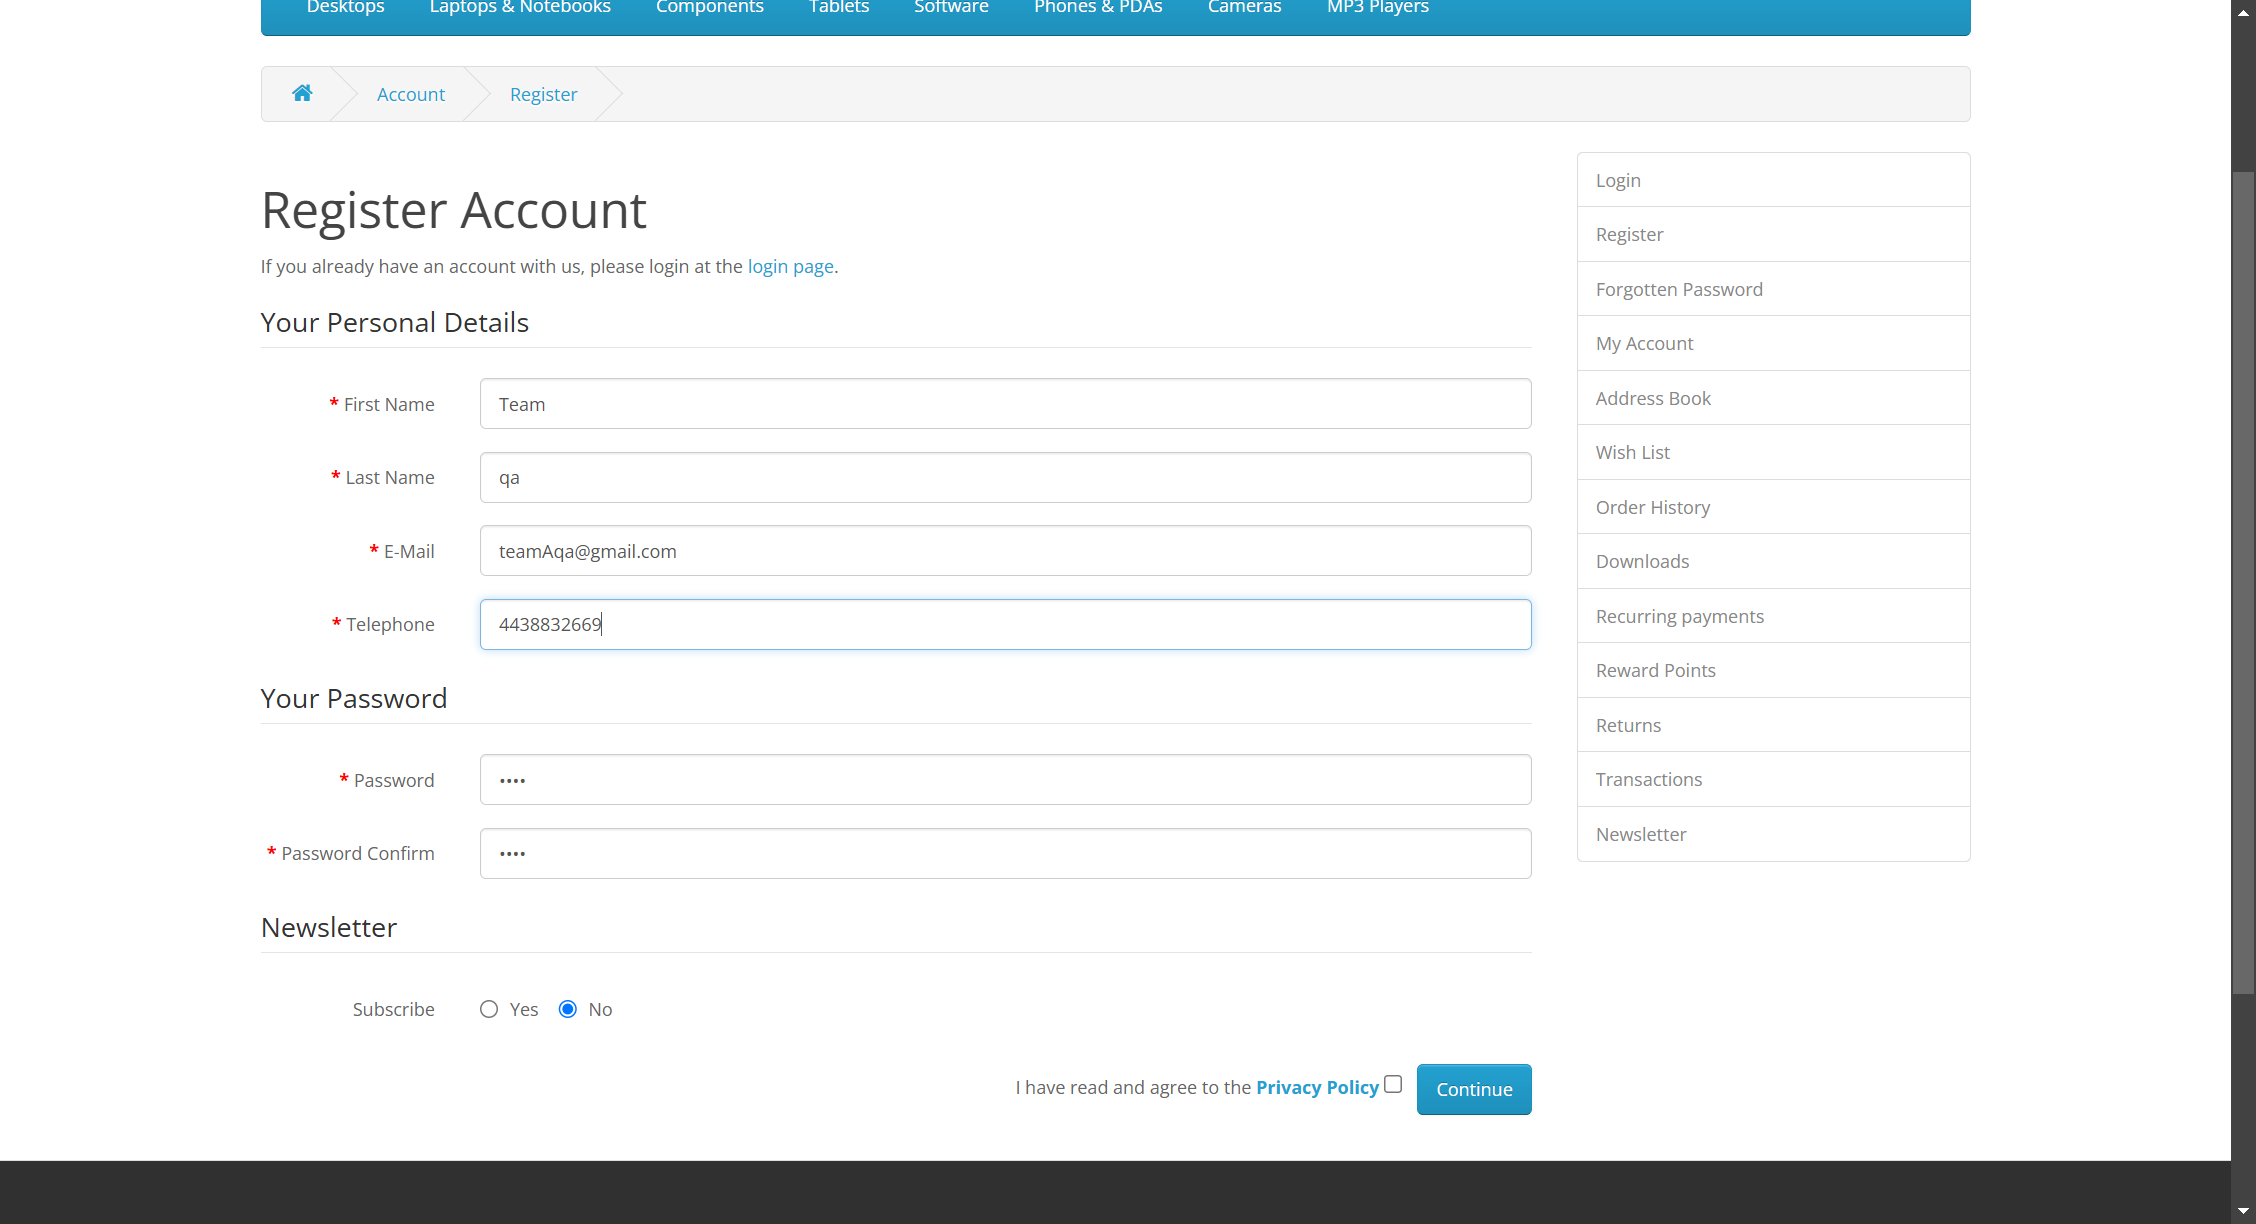 Desktops Laptops & Notebooks Components Tablets Software Phones & PDAs Cameras MP3 Players
Account Register
Register Account
If you already have an account with us, please login at the login page.
Your Personal Details
* First Name Team
* Last Name qa
* E-Mail teamAqa@gmail.com
* Telephone 4438832669
Your Password
* Password ••••
* Password Confirm ••••
Newsletter
Subscribe Yes No
I have read and agree to the Privacy Policy Continue
Login
Register
Forgotten Password
My Account
Address Book
Wish List
Order History
Downloads
Recurring payments
Reward Points
Returns
Transactions
Newsletter